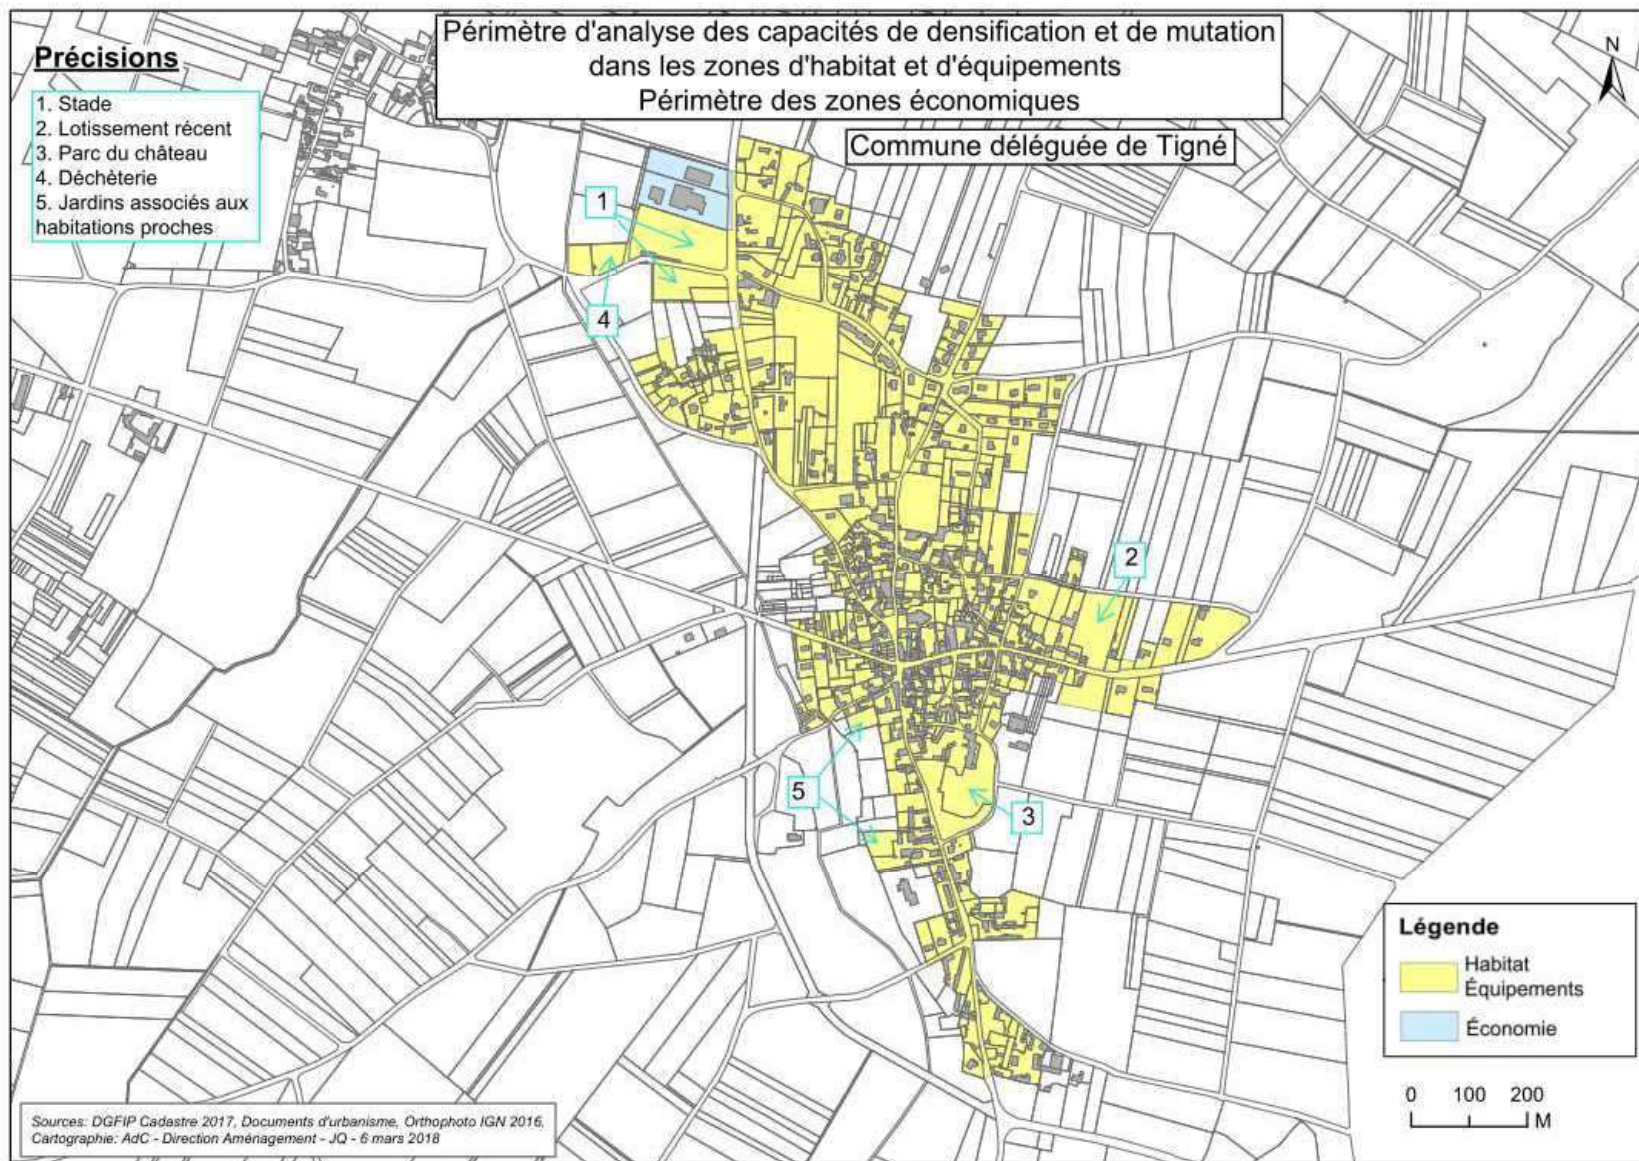 Périmètre d'analyse des capacités de densification et de mutation
dans les zones d'habitat et d'équipements
Périmètre des zones économiques
Commune déléguée de Tigné
N
Précisions
1. Stade
2. Lotissement récent
3. Parc du château
4. Déchèterie
5. Jardins associés aux
habitations proches
1
4
2
5
3
Légende
Habitat
Équipements
Économie
0 100 200
M
Sources: DGFIP Cadastre 2017, Documents d'urbanisme, Orthophoto IGN 2016,
Cartographie: AdC - Direction Aménagement - JQ - 6 mars 2018